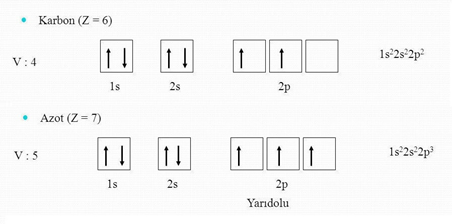 • Karbon (Z = 6)
V : 4
1s²2s²2p²
1s 2s 2p
• Azot (Z = 7)
V : 5
1s²2s²2p³
1s 2s 2p
Yarıdolu